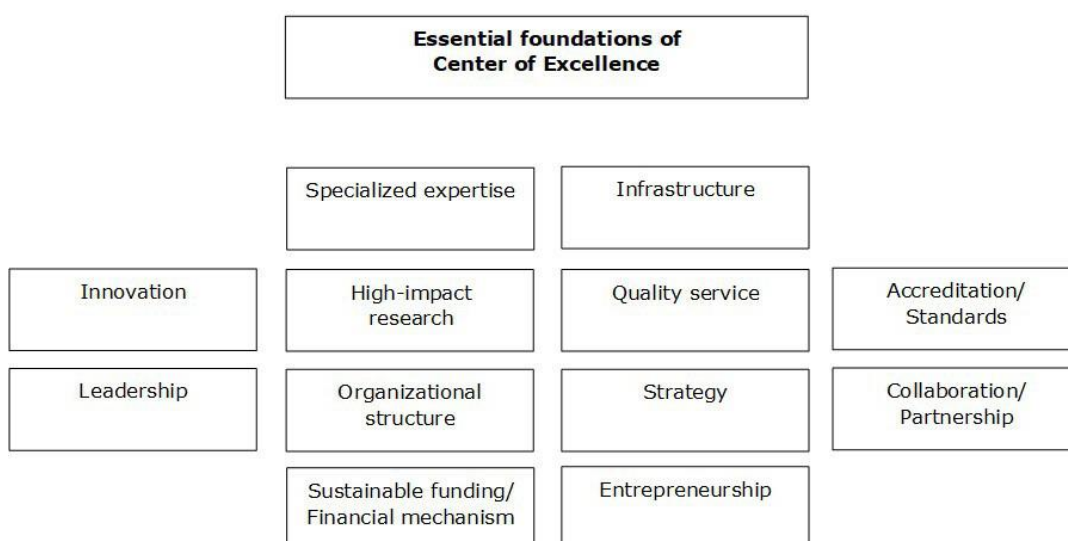 Essential foundations of
Center of Excellence
Specialized expertise
Infrastructure
Innovation
High-impact
research
Quality service
Accreditation/
Standards
Leadership
Organizational
structure
Strategy
Collaboration/
Partnership
Sustainable funding/
Financial mechanism
Entrepreneurship